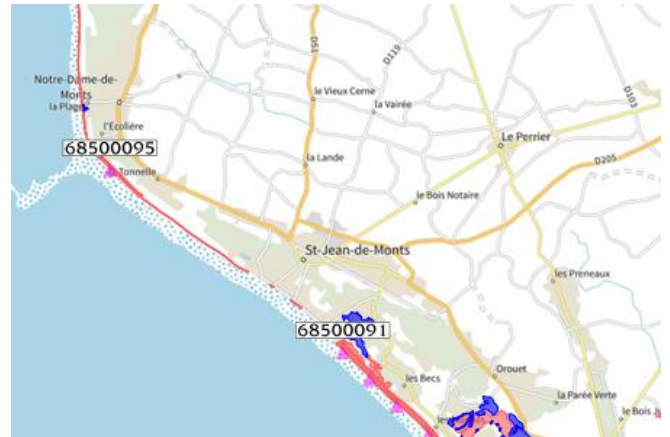 D51
D119
D103
Notre-Dame-de-
Monts
la Plage
le Vieux Cerne
la Vairée
l'Écolière
Le Perrier
68500095
Tonnelle
la Lande
D205
le Bois Notaire
St-Jean-de-Monts
les Preneaux
68500091
les Becs
Orouet
la Parée Verte
le Bois